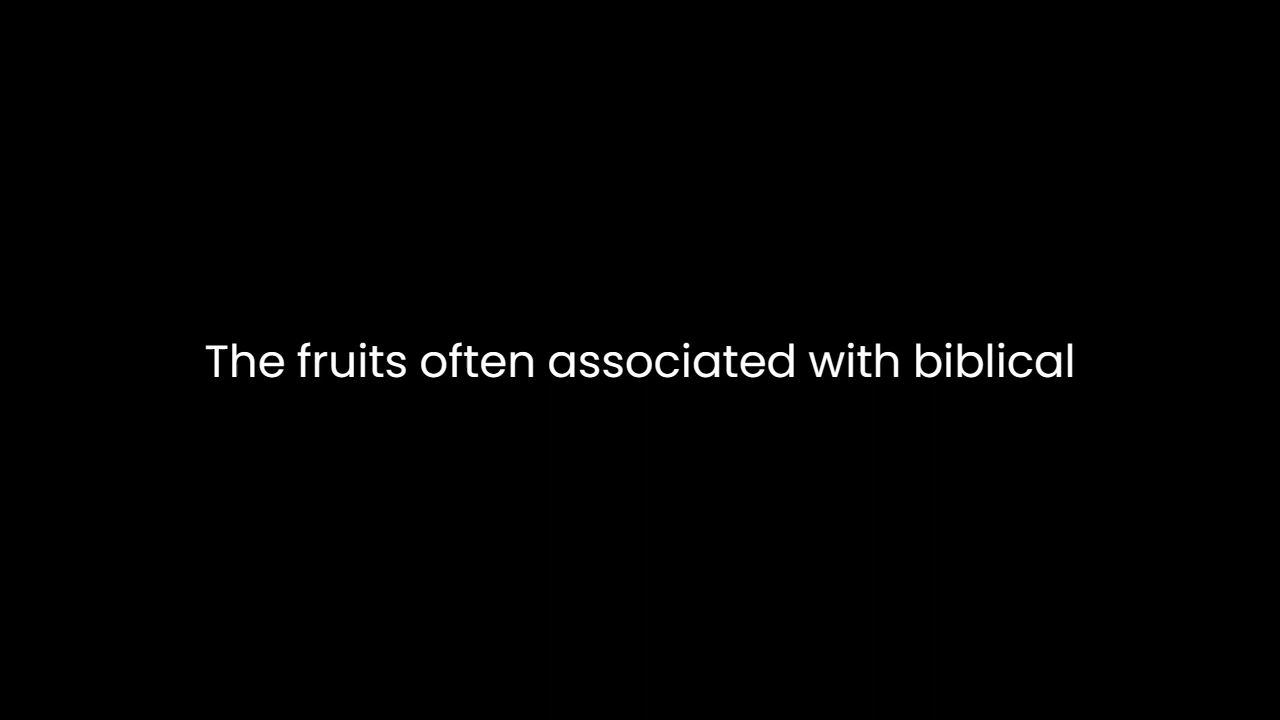 The fruits often associated with biblical